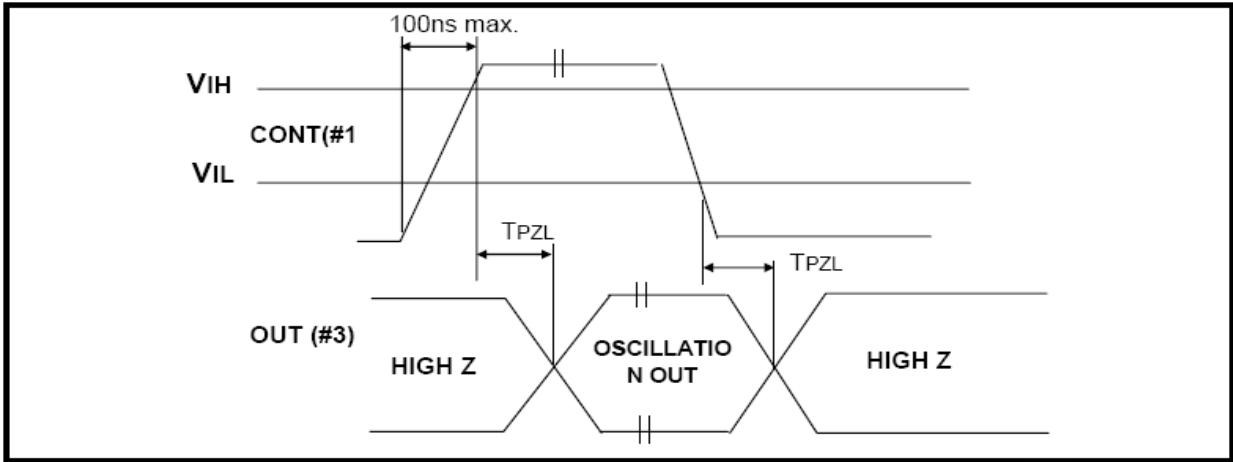 100ns max.
VIH
CONT(#1
VIL
TPZL
TPZL
OUT (#3)
HIGH Z
OSCILLATIO
N OUT
HIGH Z